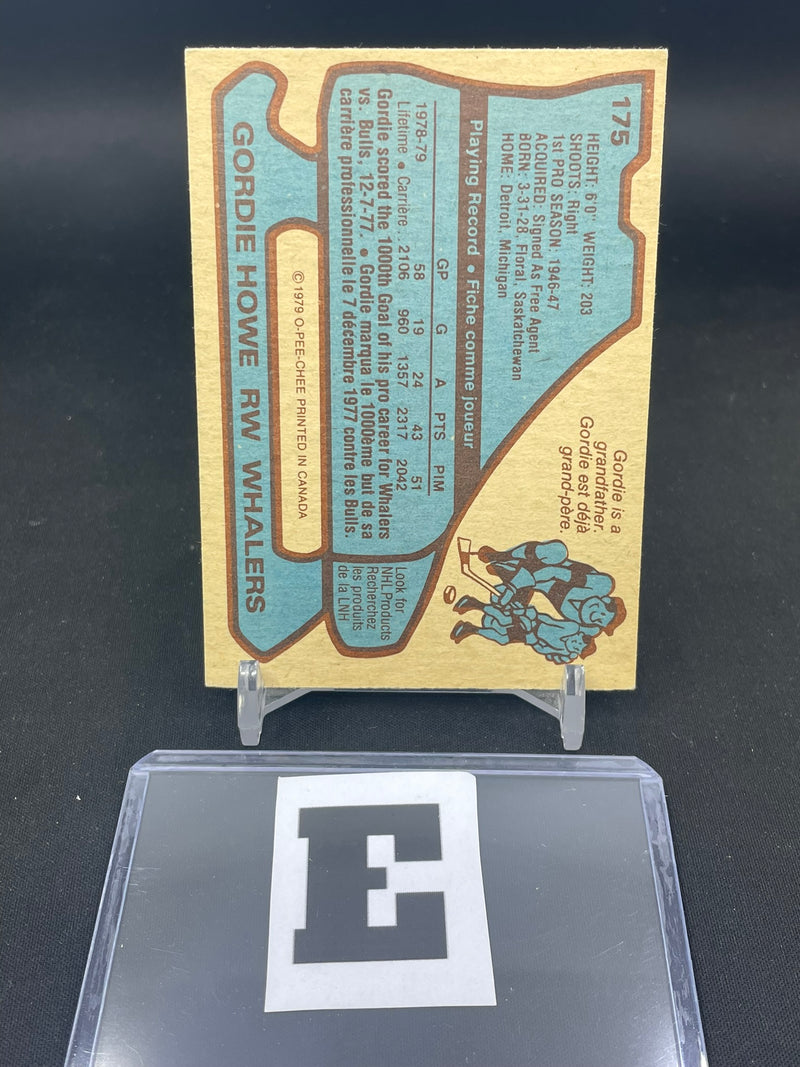 175
HEIGHT: 6'0" WEIGHT: 203
SHOOTS: Right
1st PRO SEASON: 1946-47
ACQUIRED: Signed As Free Agent
BORN: 3-31-28, Floral, Saskatchewan
HOME: Detroit, Michigan
Gordie is a
grandfather.
Gordie est déjà
grand-père.
Playing Record • Fiche comme joueur
GP G A PTS PIM
1978-79 58 19 24 43 51
Lifetime • Carrière .. 2106 960 1357 2317 2042
Gordie scored the 1000th Goal of his pro career for Whalers
vs. Bulls, 12-7-77. • Gordie marqua le 1000ème but de sa
carrière professionnelle le 7 décembre 1977 contre les Bulls.
Look for
NHL Products
Recherchez
les produits
de la LNH
© 1979 O-PEE-CHEE PRINTED IN CANADA
GORDIE HOWE RW WHALERS
E